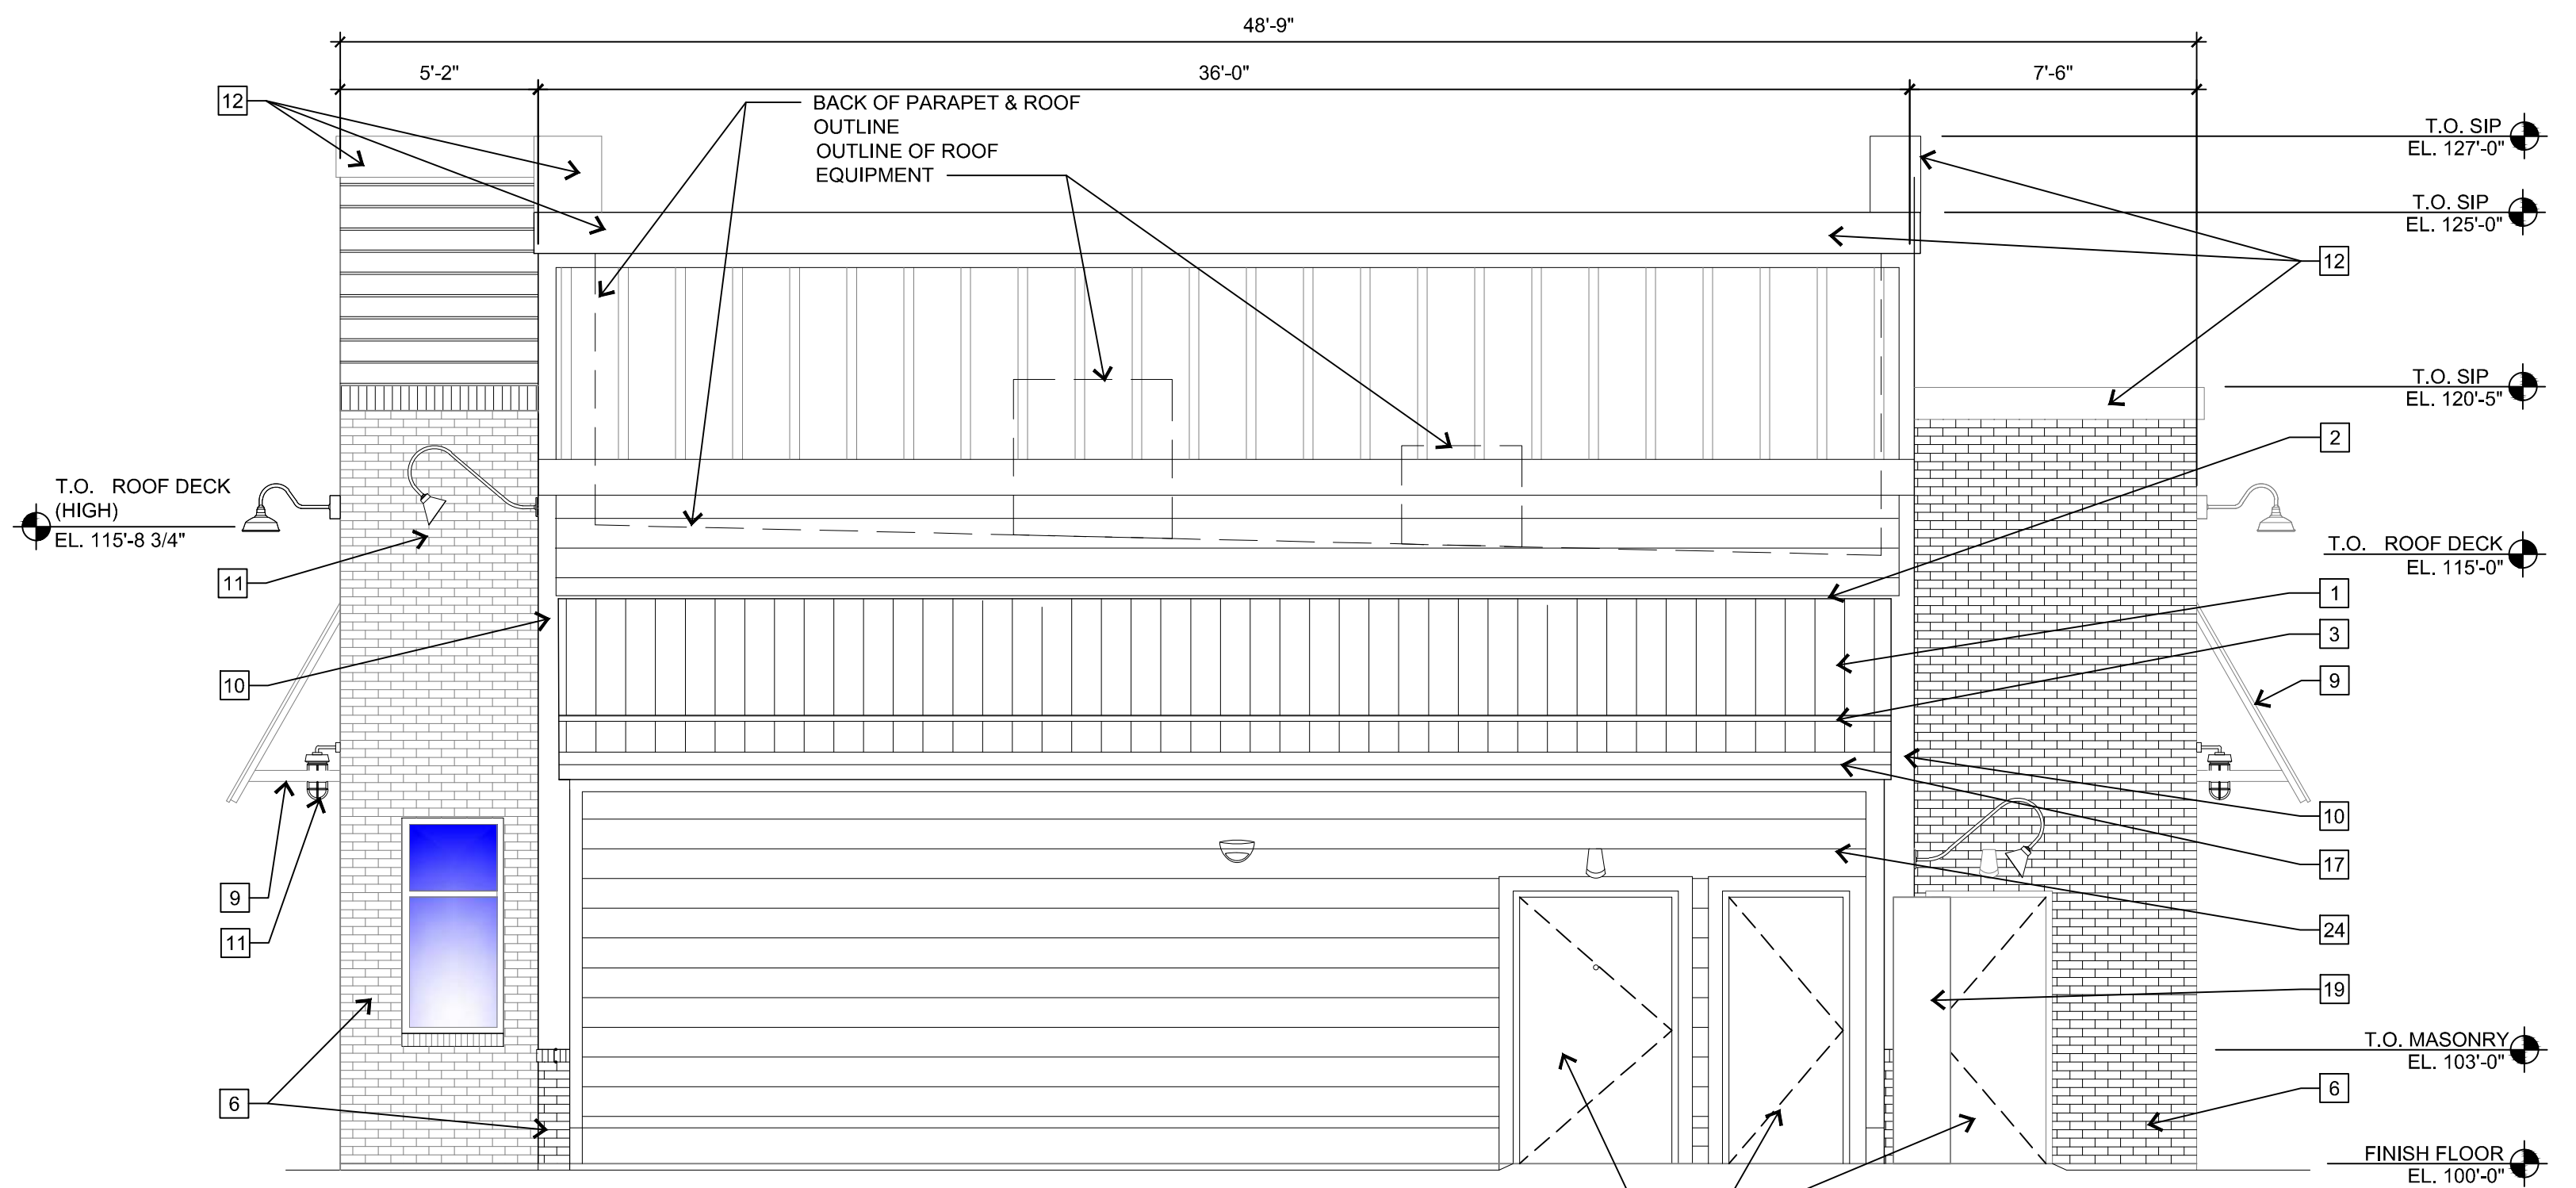 48'-9"
5'-2"
36'-0"
7'-6"
12
BACK OF PARAPET & ROOF
OUTLINE
OUTLINE OF ROOF
EQUIPMENT
T.O. SIP
EL. 127'-0"
T.O. SIP
EL. 125'-0"
12
T.O. SIP
EL. 120'-5"
2
T.O. ROOF DECK
(HIGH)
EL. 115'-8 3/4"
T.O. ROOF DECK
EL. 115'-0"
11
1
3
10
9
10
17
9
24
11
19
T.O. MASONRY
EL. 103'-0"
6
6
FINISH FLOOR
EL. 100'-0"